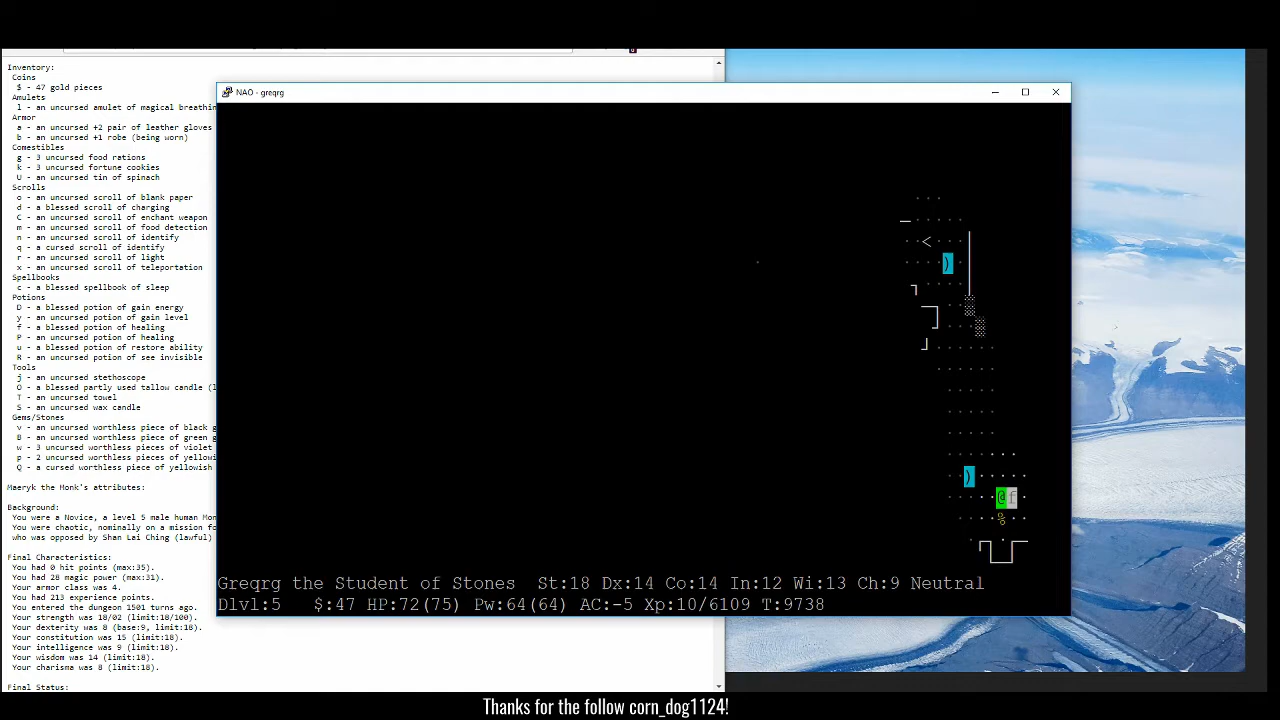 Inventory:
Coins
$ - 47 gold pieces
Amulets
l - an uncursed amulet of magical breathin
Armor
a - an uncursed +2 pair of leather gloves
b - an uncursed +1 robe (being worn)
Comestibles
g - 3 uncursed food rations
k - 3 uncursed fortune cookies
U - an uncursed tin of spinach
Scrolls
o - an uncursed scroll of blank paper
d - a blessed scroll of charging
C - an uncursed scroll of enchant weapon
m - an uncursed scroll of food detection
n - an uncursed scroll of identify
q - a cursed scroll of identify
r - an uncursed scroll of light
x - an uncursed scroll of teleportation
Spellbooks
c - a blessed spellbook of sleep
Potions
D - a blessed potion of gain energy
y - an uncursed potion of gain level
f - a blessed potion of healing
P - an uncursed potion of healing
u - a blessed potion of restore ability
R - an uncursed potion of see invisible
Tools
j - an uncursed stethoscope
O - a blessed partly used tallow candle (l
T - an uncursed towel
S - an uncursed wax candle
Gems/Stones
v - an uncursed worthless piece of black g
B - an uncursed worthless piece of green g
w - 3 uncursed worthless pieces of violet
p - 2 uncursed worthless pieces of yellowi
Q - a cursed worthless piece of yellowish
Maeryk the Monk's attributes:
Background:
You were a Novice, a level 5 male human Mon
You were chaotic, nominally on a mission fo
who was opposed by Shan Lai Ching (lawful)
Final Characteristics:
You had 0 hit points (max:35).
You had 28 magic power (max:31).
Your armor class was 4.
You had 213 experience points.
You entered the dungeon 1501 turns ago.
Your strength was 18/02 (limit:18/100).
Your dexterity was 8 (base:9, limit:18).
Your constitution was 15 (limit:18).
Your intelligence was 9 (limit:18).
Your wisdom was 14 (limit:18).
Your charisma was 8 (limit:18).
Final Status:
NAO - greqrg
<
)
)
@f
%
Greqrg the Student of Stones St:18 Dx:14 Co:14 In:12 Wi:13 Ch:9 Neutral
Dlvl:5 $:47 HP:72(75) Pw:64(64) AC:-5 Xp:10/6109 T:9738
Thanks for the follow corn_dog1124!